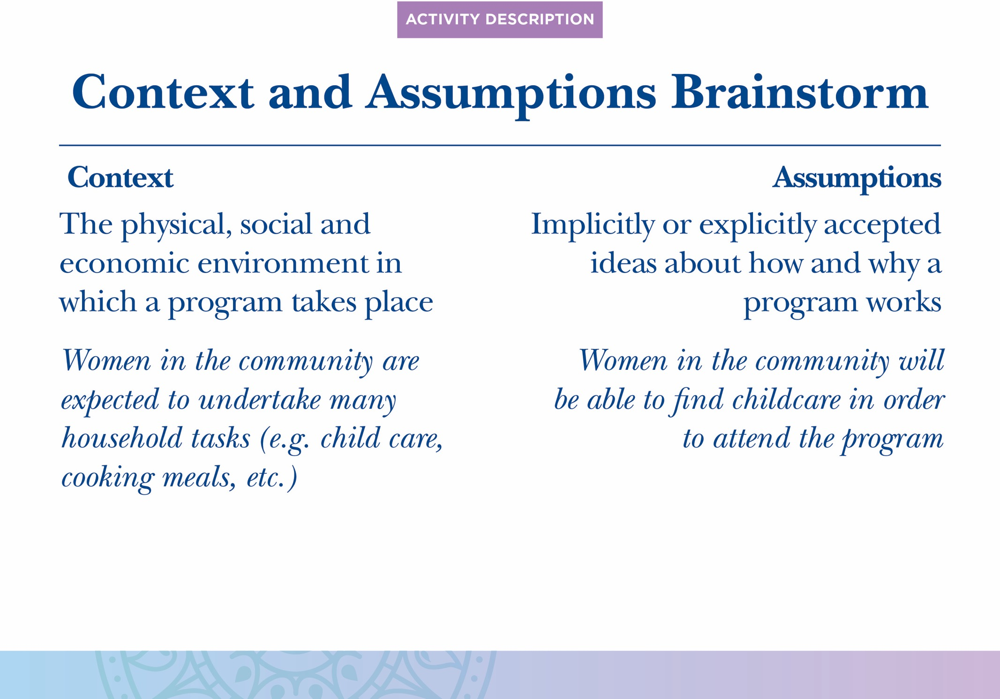 ACTIVITY DESCRIPTION
Context and Assumptions Brainstorm
Context
The physical, social and
economic environment in
which a program takes place
Women in the community are
expected to undertake many
household tasks (e.g. child care,
cooking meals, etc.)
Assumptions
Implicitly or explicitly accepted
ideas about how and why a
program works
Women in the community will
be able to find childcare in order
to attend the program